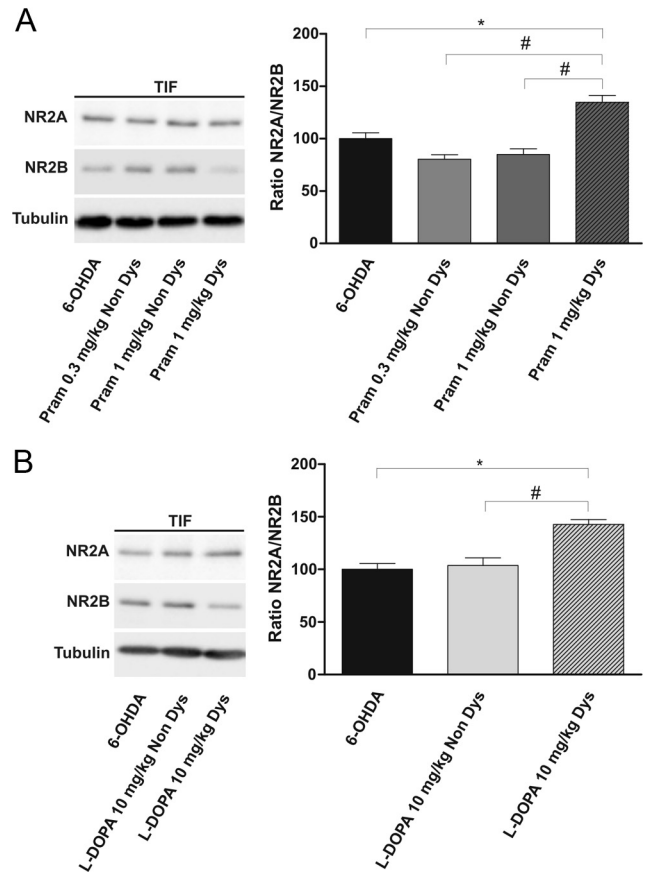 A
TIF
NR2A
NR2B
Tubulin
6-OHDA
Pram 0.3 mg/kg Non Dys
Pram 1 mg/kg Non Dys
Pram 1 mg/kg Dys
Ratio NR2A/NR2B
200
150
100
50
0
*
#
#
6-OHDA
Pram 0.3 mg/kg Non Dys
Pram 1 mg/kg Non Dys
Pram 1 mg/kg Dys
B
TIF
NR2A
NR2B
Tubulin
6-OHDA
L-DOPA 10 mg/kg Non Dys
L-DOPA 10 mg/kg Dys
Ratio NR2A/NR2B
200
150
100
50
0
*
#
6-OHDA
L-DOPA 10 mg/kg Non Dys
L-DOPA 10 mg/kg Dys